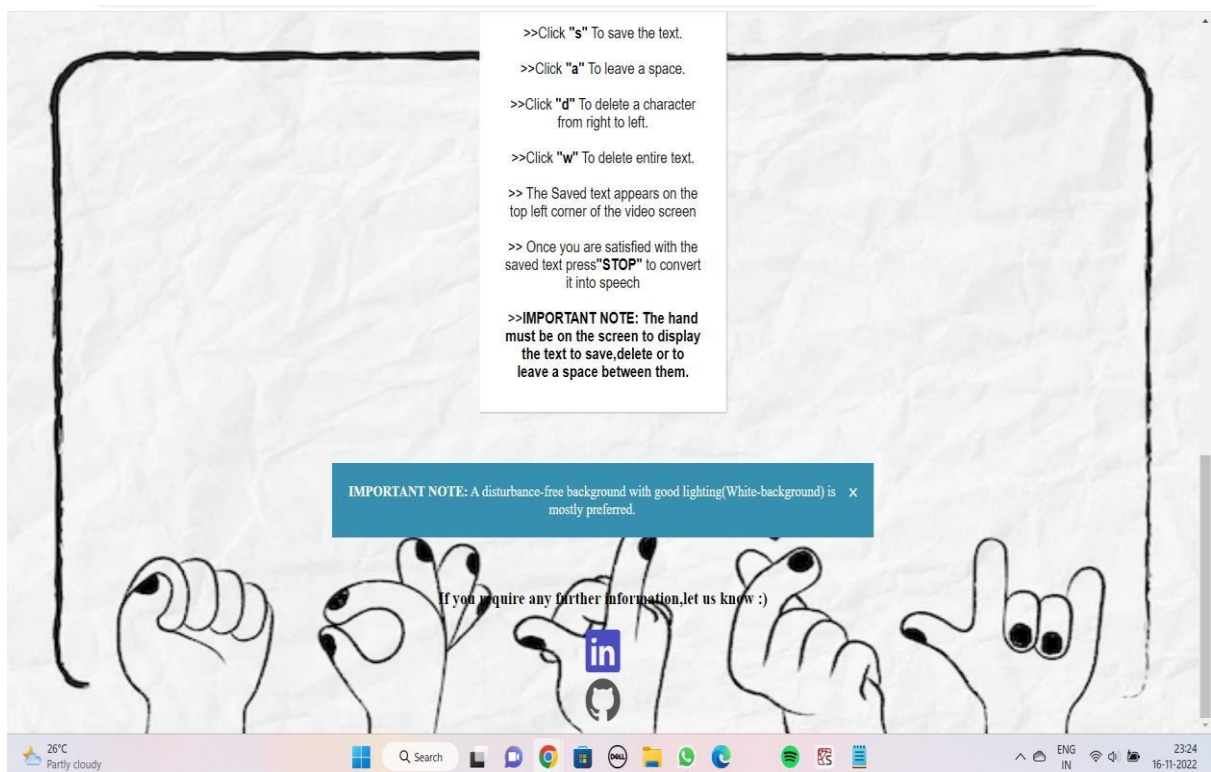 >>Click "s" To save the text.
>>Click "a" To leave a space.
>>Click "d" To delete a character
from right to left.
>>Click "w" To delete entire text.
>> The Saved text appears on the
top left corner of the video screen
>> Once you are satisfied with the
saved text press"STOP" to convert
it into speech
>>IMPORTANT NOTE: The hand
must be on the screen to display
the text to save,delete or to
leave a space between them.
IMPORTANT NOTE: A disturbance-free background with good lighting(White-background) is X
mostly preferred.
If you require any further information,let us know :)
in
26°C
Partly cloudy
Search
DELL
ENG
IN
23:24
16-11-2022